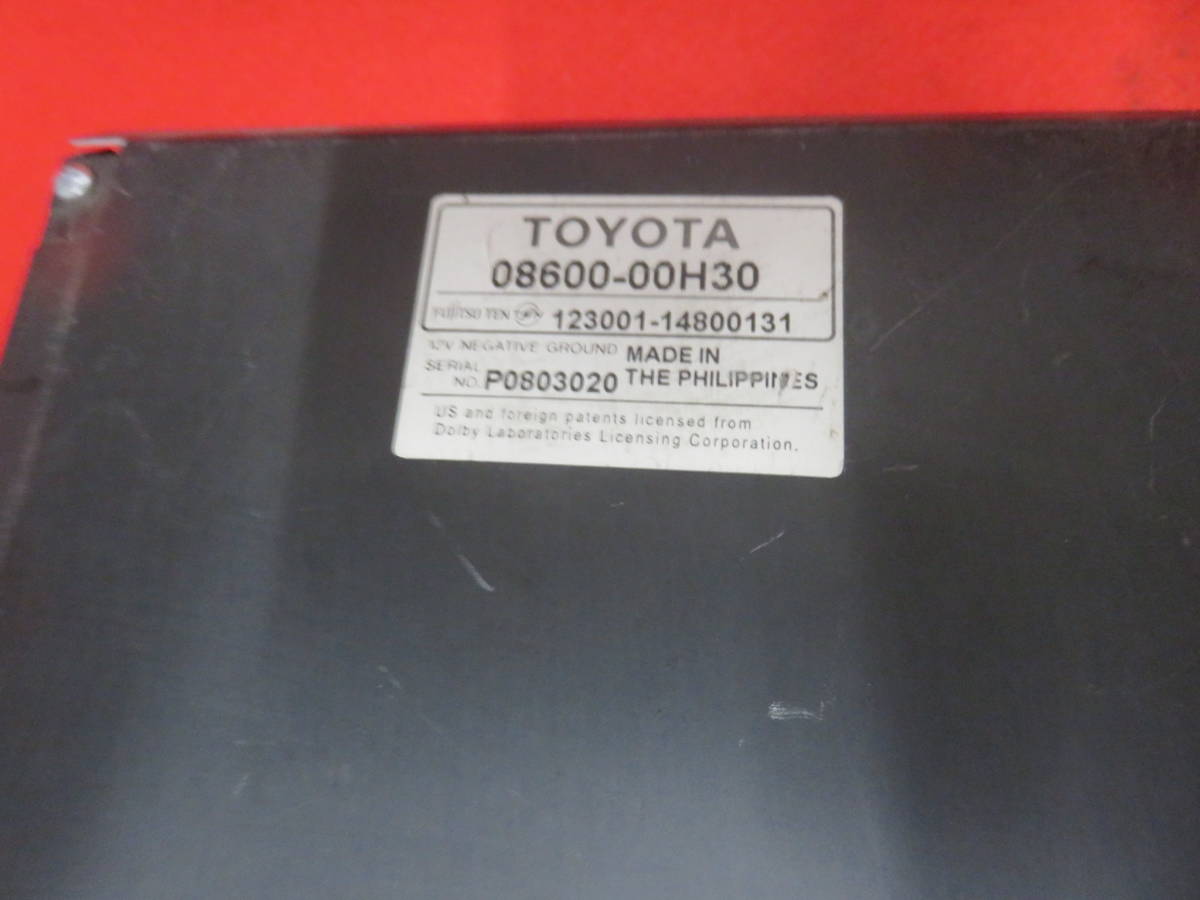 TOYOTA
08600-00H30
FUJITSU TEN TEN 123001-14800131
12V NEGATIVE GROUND MADE IN
SERIAL NO. P0803020 THE PHILIPPINES
US and foreign patents licensed from
Dolby Laboratories Licensing Corporation.